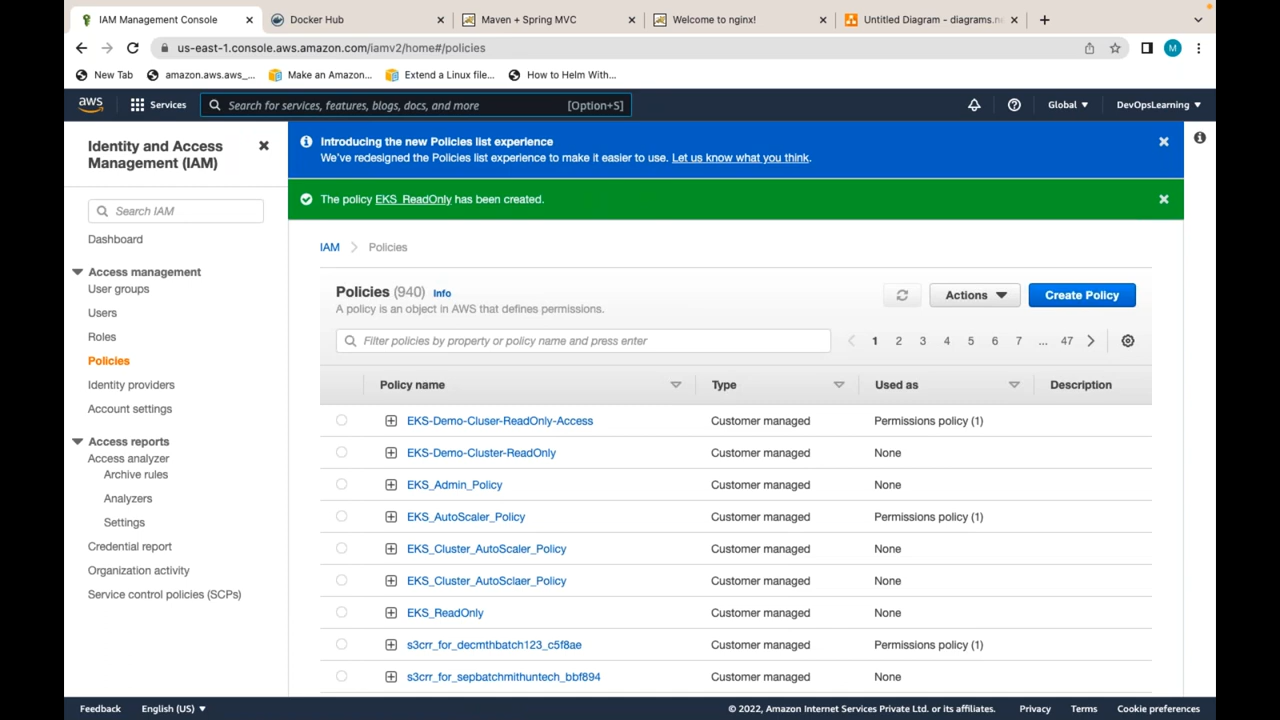 IAM Management Console
Docker Hub
Maven + Spring MVC
Welcome to nginx!
Untitled Diagram - diagrams.ne
us-east-1.console.aws.amazon.com/iamv2/home#/policies
M
New Tab
amazon.aws.aws_...
Make an Amazon...
Extend a Linux file...
How to Helm With...
aws
Services
Search for services, features, blogs, docs, and more
[Option+S]
Global
DevOpsLearning
Identity and Access
Management (IAM)
Search IAM
Dashboard
Access management
User groups
Users
Roles
Policies
Identity providers
Account settings
Access reports
Access analyzer
Archive rules
Analyzers
Settings
Credential report
Organization activity
Service control policies (SCPs)
Introducing the new Policies list experience
We've redesigned the Policies list experience to make it easier to use. Let us know what you think.
The policy EKS_ReadOnly has been created.
IAM > Policies
Policies (940) Info
A policy is an object in AWS that defines permissions.
Actions
Create Policy
Filter policies by property or policy name and press enter
1 2 3 4 5 6 7 ... 47
Policy name Type Used as Description
EKS-Demo-Cluser-ReadOnly-Access Customer managed Permissions policy (1)
EKS-Demo-Cluster-ReadOnly Customer managed None
EKS_Admin_Policy Customer managed None
EKS_AutoScaler_Policy Customer managed Permissions policy (1)
EKS_Cluster_AutoScaler_Policy Customer managed None
EKS_Cluster_AutoSclaer_Policy Customer managed None
EKS_ReadOnly Customer managed None
s3crr_for_decmthbatch123_c5f8ae Customer managed Permissions policy (1)
s3crr_for_sepbatchmithuntech_bbf894 Customer managed None
Feedback
English (US)
© 2022, Amazon Internet Services Private Ltd. or its affiliates.
Privacy
Terms
Cookie preferences